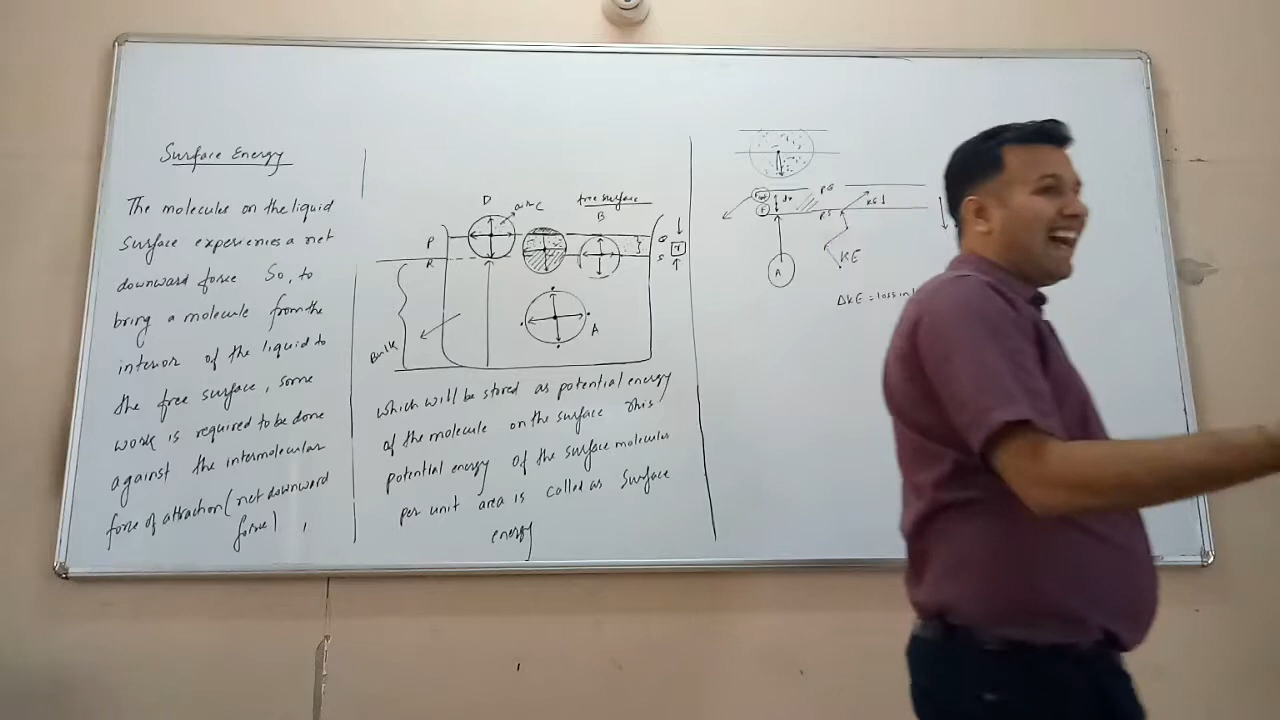 Surface Energy
The molecules on the liquid
surface experiences a net
downward force So, to
bring a molecule from the
interior of the liquid to
the free surface, some
work is required to be done
against the intermolecular
force of attraction (net downward
force),
D
C
free surface
B
P
R
S
r
A
Bulk
which will be stored as potential energy
of the molecule on the surface this
potential energy of the surface molecules
per unit area is called as Surface
energy
dx
PQ
RS
KE↓
F
KE
A
ΔKE = loss in